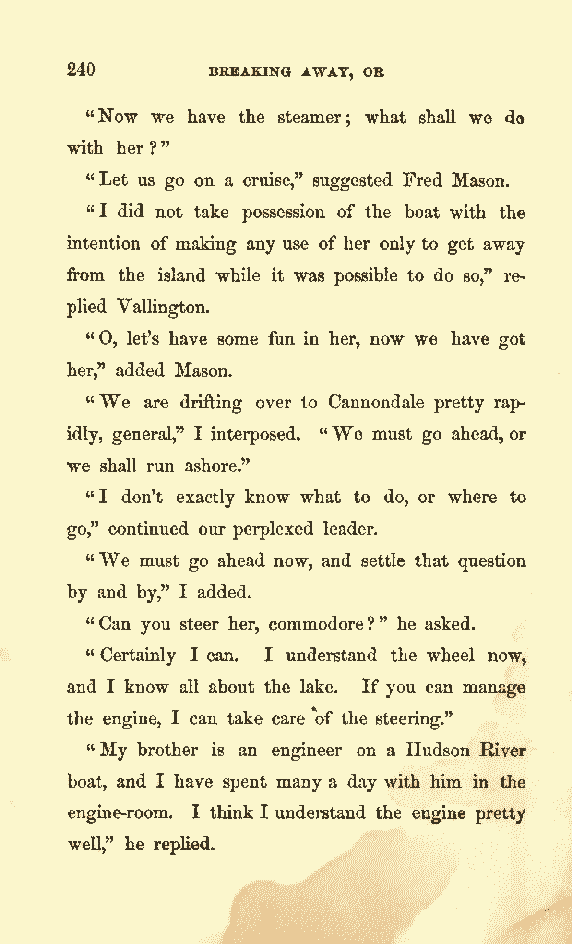 240 BREAKING AWAY, OR
“Now we have the steamer; what shall we do
with her?”
“Let us go on a cruise,” suggested Fred Mason.
“I did not take possession of the boat with the
intention of making any use of her only to get away
from the island while it was possible to do so,” re-
plied Vallington.
“O, let's have some fun in her, now we have got
her,” added Mason.
“We are drifting over to Cannondale pretty rap-
idly, general,” I interposed. “We must go ahead, or
we shall run ashore.”
“I don't exactly know what to do, or where to
go,” continued our perplexed leader.
“We must go ahead now, and settle that question
by and by,” I added.
“Can you steer her, commodore?” he asked.
“Certainly I can. I understand the wheel now,
and I know all about the lake. If you can manage
the engine, I can take care of the steering.”
“My brother is an engineer on a Hudson River
boat, and I have spent many a day with him in the
engine-room. I think I understand the engine pretty
well,” he replied.